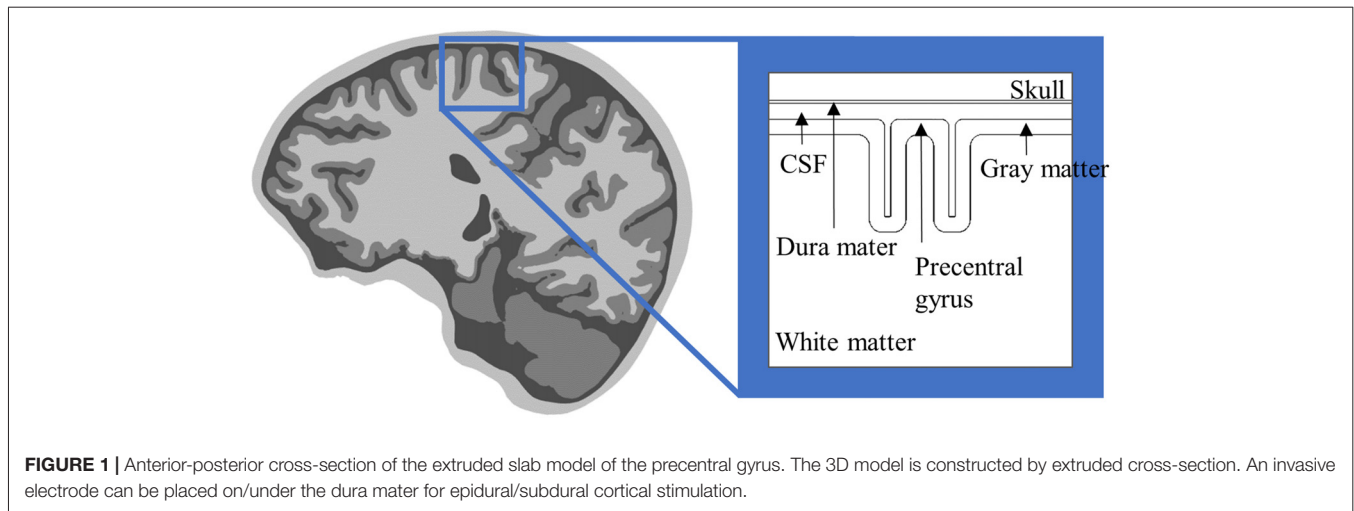 Skull
CSF
Gray matter
Dura mater
Precentral
gyrus
White matter
FIGURE 1 | Anterior-posterior cross-section of the extruded slab model of the precentral gyrus. The 3D model is constructed by extruded cross-section. An invasive
electrode can be placed on/under the dura mater for epidural/subdural cortical stimulation.